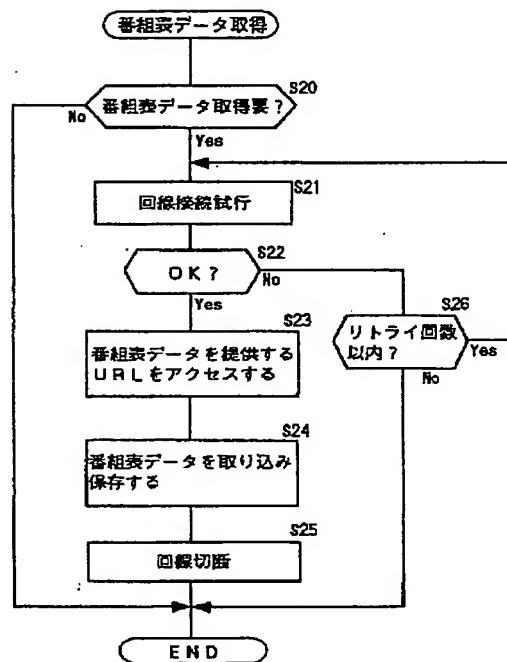 番組表データ取得
S20
番組表データ取得要？
No
Yes
S21
回線接続試行
S22
OK？
No
Yes
S26
リトライ回数
以内？
Yes
No
S23
番組表データを提供する
URLをアクセスする
S24
番組表データを取り込み
保存する
S25
回線切断
END